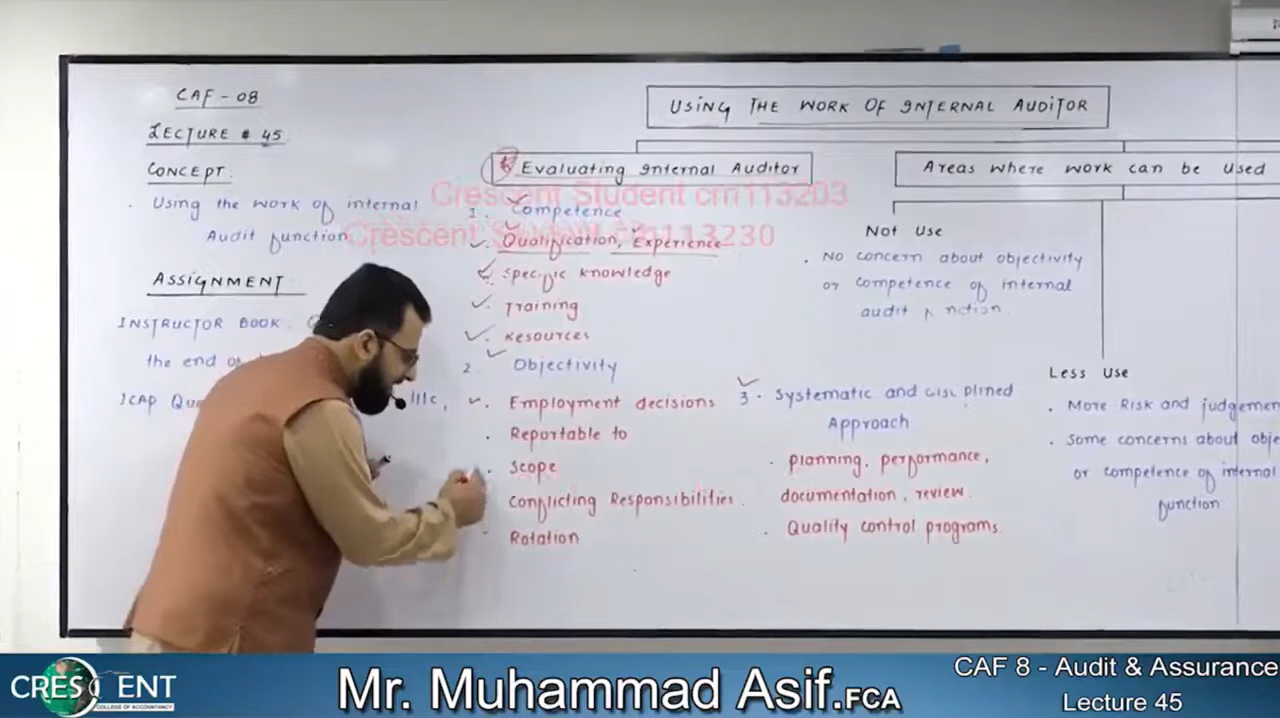 CAF - 08
LECTURE # 45
CONCEPT:
. Using the work of internal
Audit function
ASSIGNMENT
INSTRUCTOR BOOK:
the end
ICAP
USING THE WORK OF INTERNAL AUDITOR
Evaluating Internal Auditor
1. Competence
Qualification, Experience
Specific knowledge
Training
Resources
2. Objectivity
Employment decisions
. Reportable to
. Scope
Conflicting Responsibilities
Rotation
3. Systematic and
Approach
. planning, performance,
documentation, review.
. Quality control programs.
Areas where work can be used
Not Use
. No concern about objectivity
or competence of internal
audit
Less Use
. More Risk and
. Some concerns about
or competence of internal
function
Crescent Student cm113203
Crescent Student cm113230
CRESCENT
COLLEGE OF ACCOUNTANCY
Mr. Muhammad Asif.FCA
CAF 8 - Audit & Assurance
Lecture 45